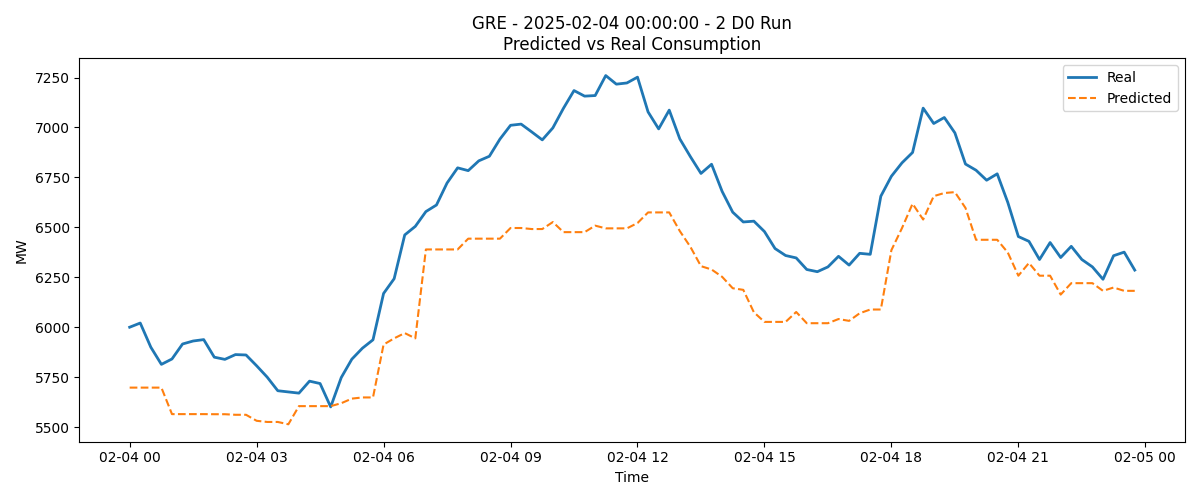 GRE - 2025-02-04 00:00:00 - 2 D0 Run
Predicted vs Real Consumption
Real
Predicted
7250
7000
6750
6500
6250
6000
5750
5500
MW
02-04 00
02-04 03
02-04 06
02-04 09
02-04 12
02-04 15
02-04 18
02-04 21
02-05 00
Time